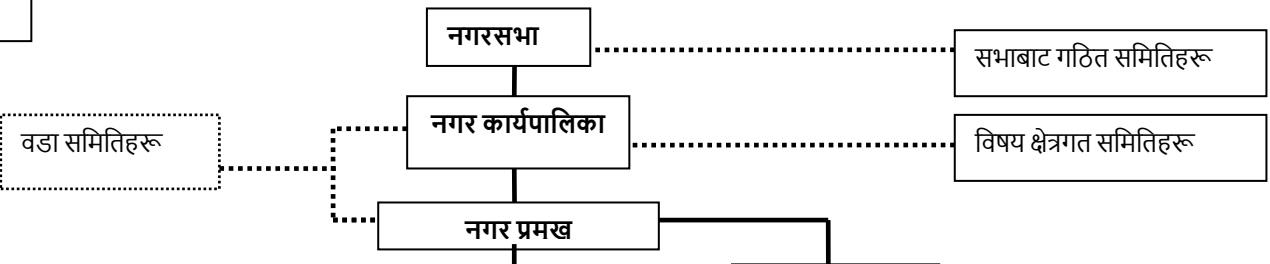 नगरसभा
सभाबाट गठित समितिहरू
नगर कार्यपालिका
वडा समितिहरू
विषय क्षेत्रगत समितिहरू
नगर प्रमख